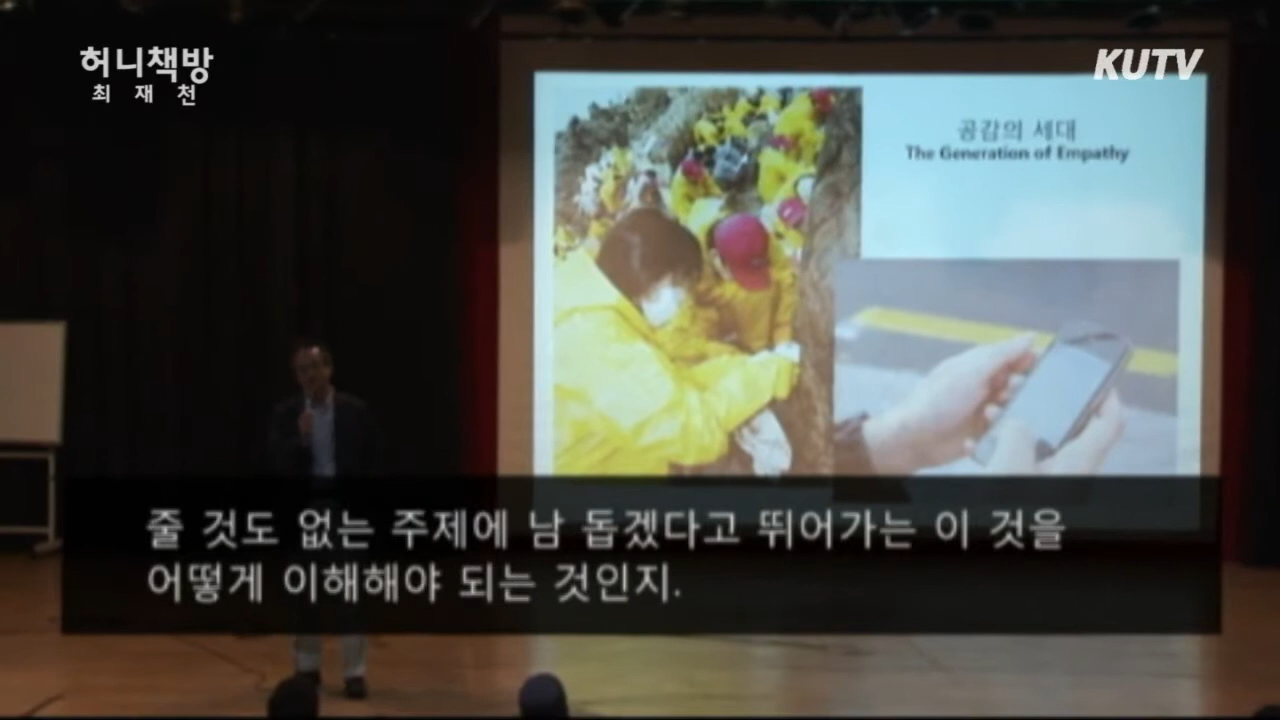 허니책방
최 재 천
KUTV
공감의 세대
The Generation of Empathy
줄 것도 없는 주제에 남 돕겠다고 뛰어가는 이 것을
어떻게 이해해야 되는 것인지.